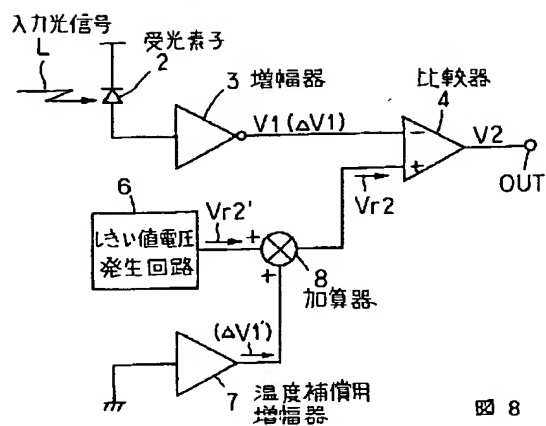 入力光信号
L
受光素子
2
3 増幅器
V1(ΔV1)
比較器
4
V2
OUT
Vr2
6
しきい値電圧
発生回路
Vr2'
8
加算器
(ΔV1')
7 温度補償用
増幅器
図 8